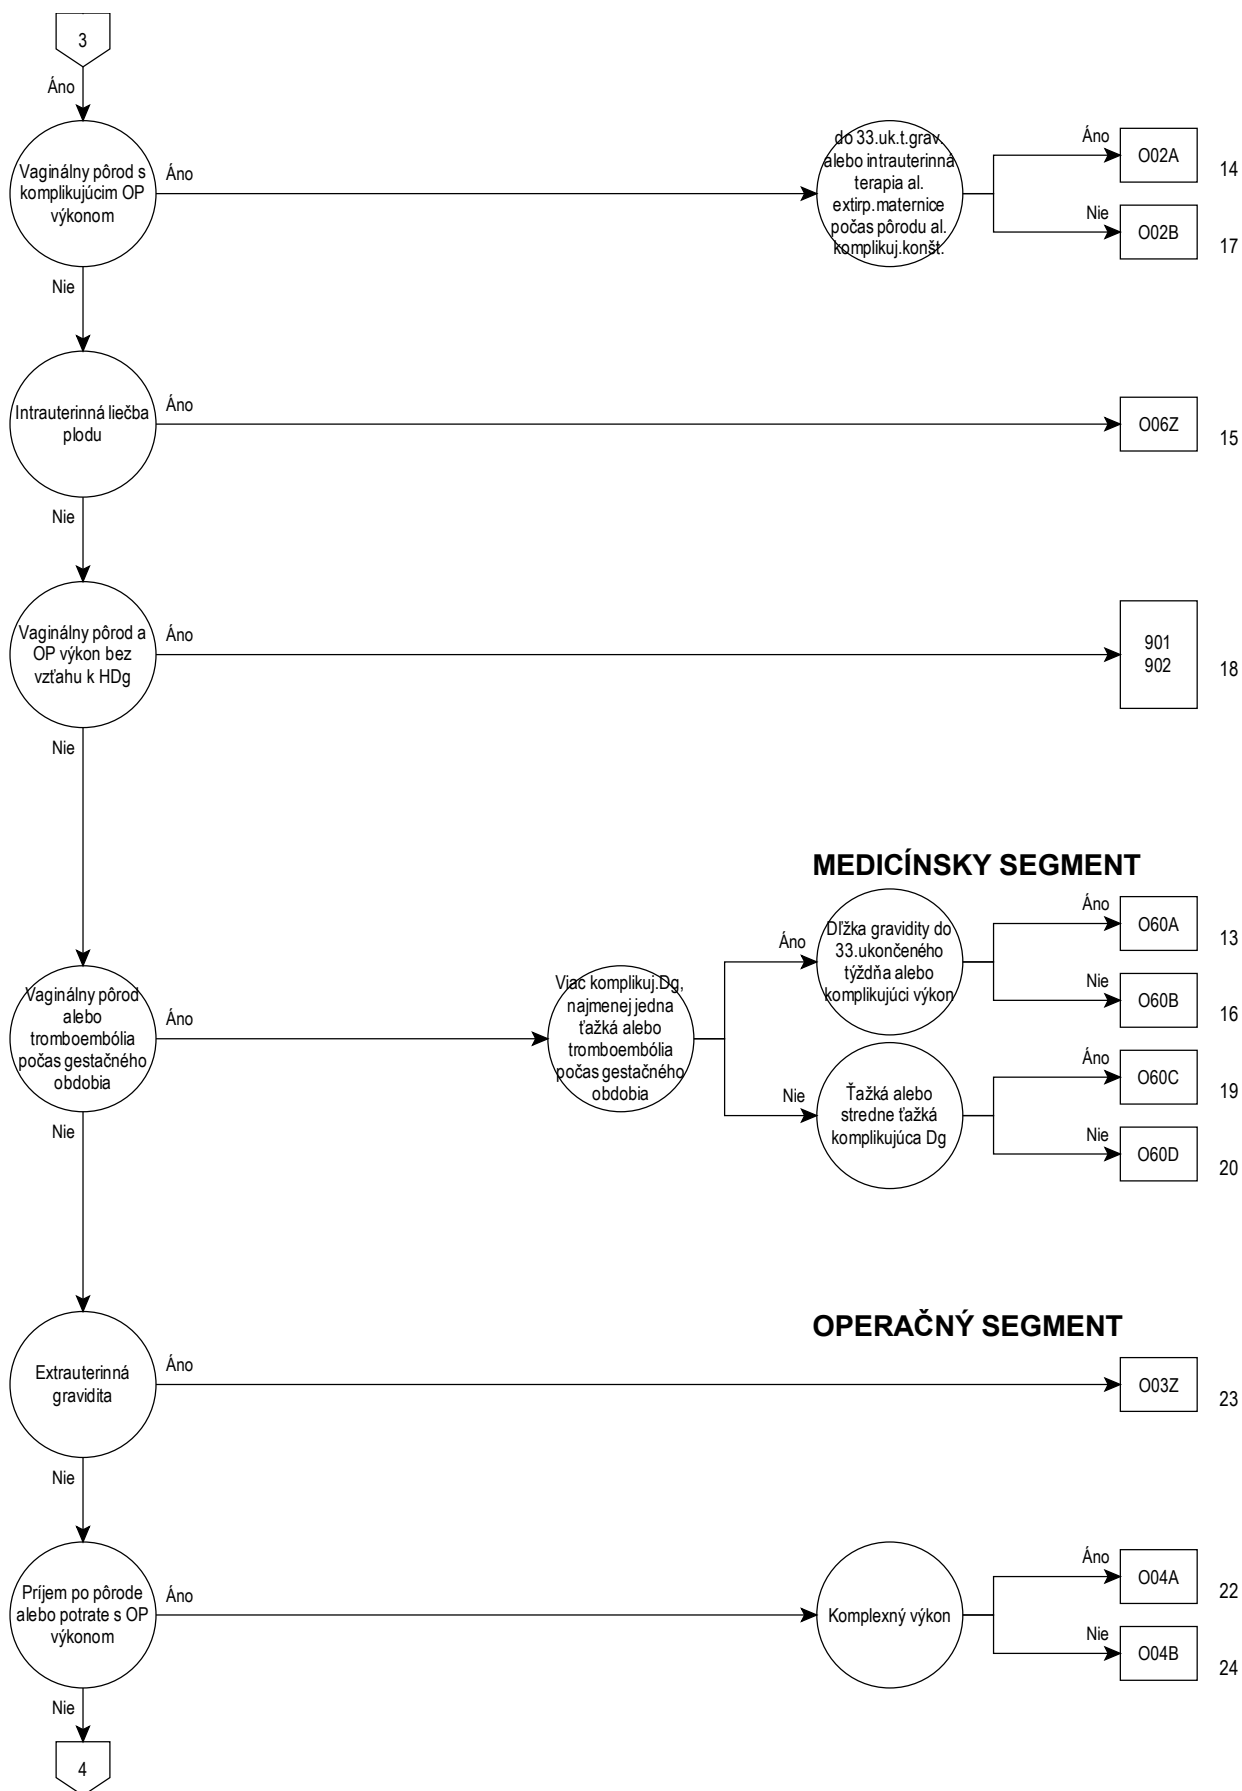 3
Áno
Vaginálny pôrod s
komplikujúcim OP
výkonom
Áno
do 33.uk.t.grav.
alebo intrauterinná
terapia al.
extirp.maternice
počas pôrodu al.
komplikuj.konšt.
Áno
O02A
14
Nie
O02B
17
Nie
Intrauterinná liečba
plodu
Áno
O06Z
15
Nie
Vaginálny pôrod a
OP výkon bez
vzťahu k HDg
Áno
901
902
18
Nie
MEDICÍNSKY SEGMENT
Vaginálny pôrod
alebo
tromboembólia
počas gestačného
obdobia
Áno
Viac komplikuj.Dg,
najmenej jedna
ťažká alebo
tromboembólia
počas gestačného
obdobia
Áno
Dĺžka gravidity do
33.ukončeného
týždňa alebo
komplikujúci výkon
Áno
O60A
13
Nie
O60B
16
Nie
Ťažká alebo
stredne ťažká
komplikujúca Dg
Áno
O60C
19
Nie
O60D
20
Nie
OPERAČNÝ SEGMENT
Extrauterinná
gravidita
Áno
O03Z
23
Nie
Príjem po pôrode
alebo potrate s OP
výkonom
Áno
Komplexný výkon
Áno
O04A
22
Nie
O04B
24
Nie
4